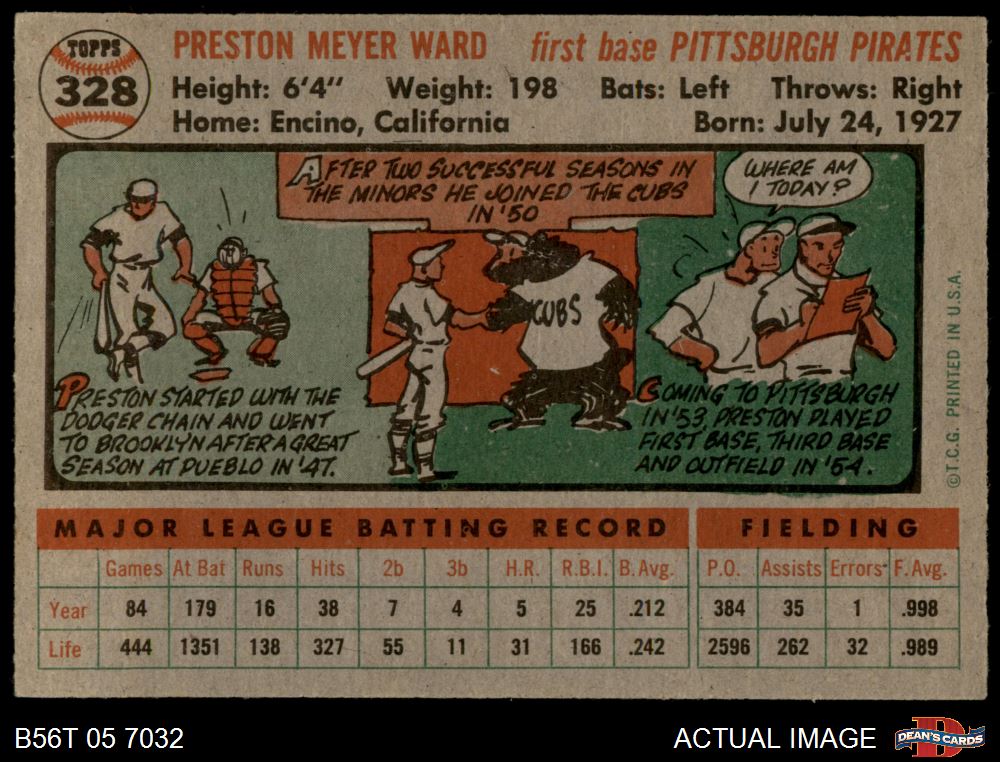 TOPPS
328
PRESTON MEYER WARD first base PITTSBURGH PIRATES
Height: 6'4" Weight: 198 Bats: Left Throws: Right
Home: Encino, California Born: July 24, 1927
PRESTON STARTED WITH THE
DODGER CHAIN AND WENT
TO BROOKLYN AFTER A GREAT
SEASON AT PUEBLO IN '47.
AFTER TWO SUCCESSFUL SEASONS IN
THE MINORS HE JOINED THE CUBS
IN '50
CUBS
WHERE AM
I TODAY?
COMING TO PITTSBURGH
IN '53, PRESTON PLAYED
FIRST BASE, THIRD BASE
AND OUTFIELD IN '54.
©T.C.G. PRINTED IN U.S.A.
MAJOR LEAGUE BATTING RECORD FIELDING
Games At Bat Runs Hits 2b 3b H.R. R.B.I. B.Avg. P.O. Assists Errors F.Avg.
Year 84 179 16 38 7 4 5 25 .212 384 35 1 .998
Life 444 1351 138 327 55 11 31 166 .242 2596 262 32 .989
B56T 05 7032 ACTUAL IMAGE
DEAN'S CARDS